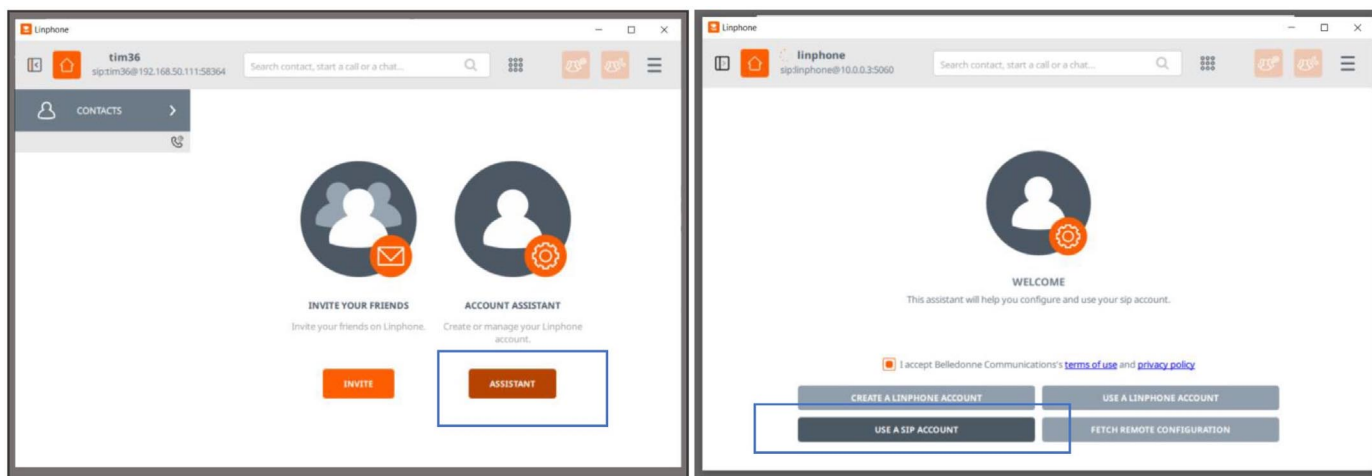 Linphone
tim36
sip:tim36@192.168.50.111:58364
Search contact, start a call or a chat...
CONTACTS
INVITE YOUR FRIENDS
Invite your friends on Linphone.
INVITE
ACCOUNT ASSISTANT
Create or manage your Linphone
account.
ASSISTANT
Linphone
linphone
sip:linphone@10.0.0.3:5060
Search contact, start a call or a chat...
WELCOME
This assistant will help you configure and use your sip account.
I accept Belledonne Communications's terms of use and privacy policy
CREATE A LINPHONE ACCOUNT
USE A LINPHONE ACCOUNT
USE A SIP ACCOUNT
FETCH REMOTE CONFIGURATION